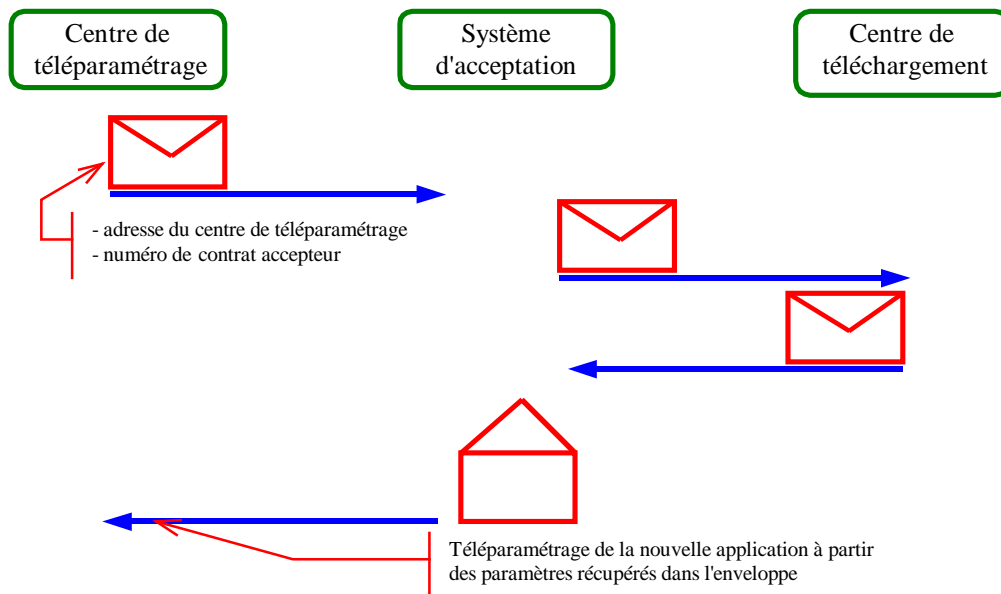 Centre de
téléparamétrage
Système
d'acceptation
Centre de
téléchargement
- adresse du centre de téléparamétrage
- numéro de contrat accepteur
Téléparamétrage de la nouvelle application à partir
des paramètres récupérés dans l'enveloppe